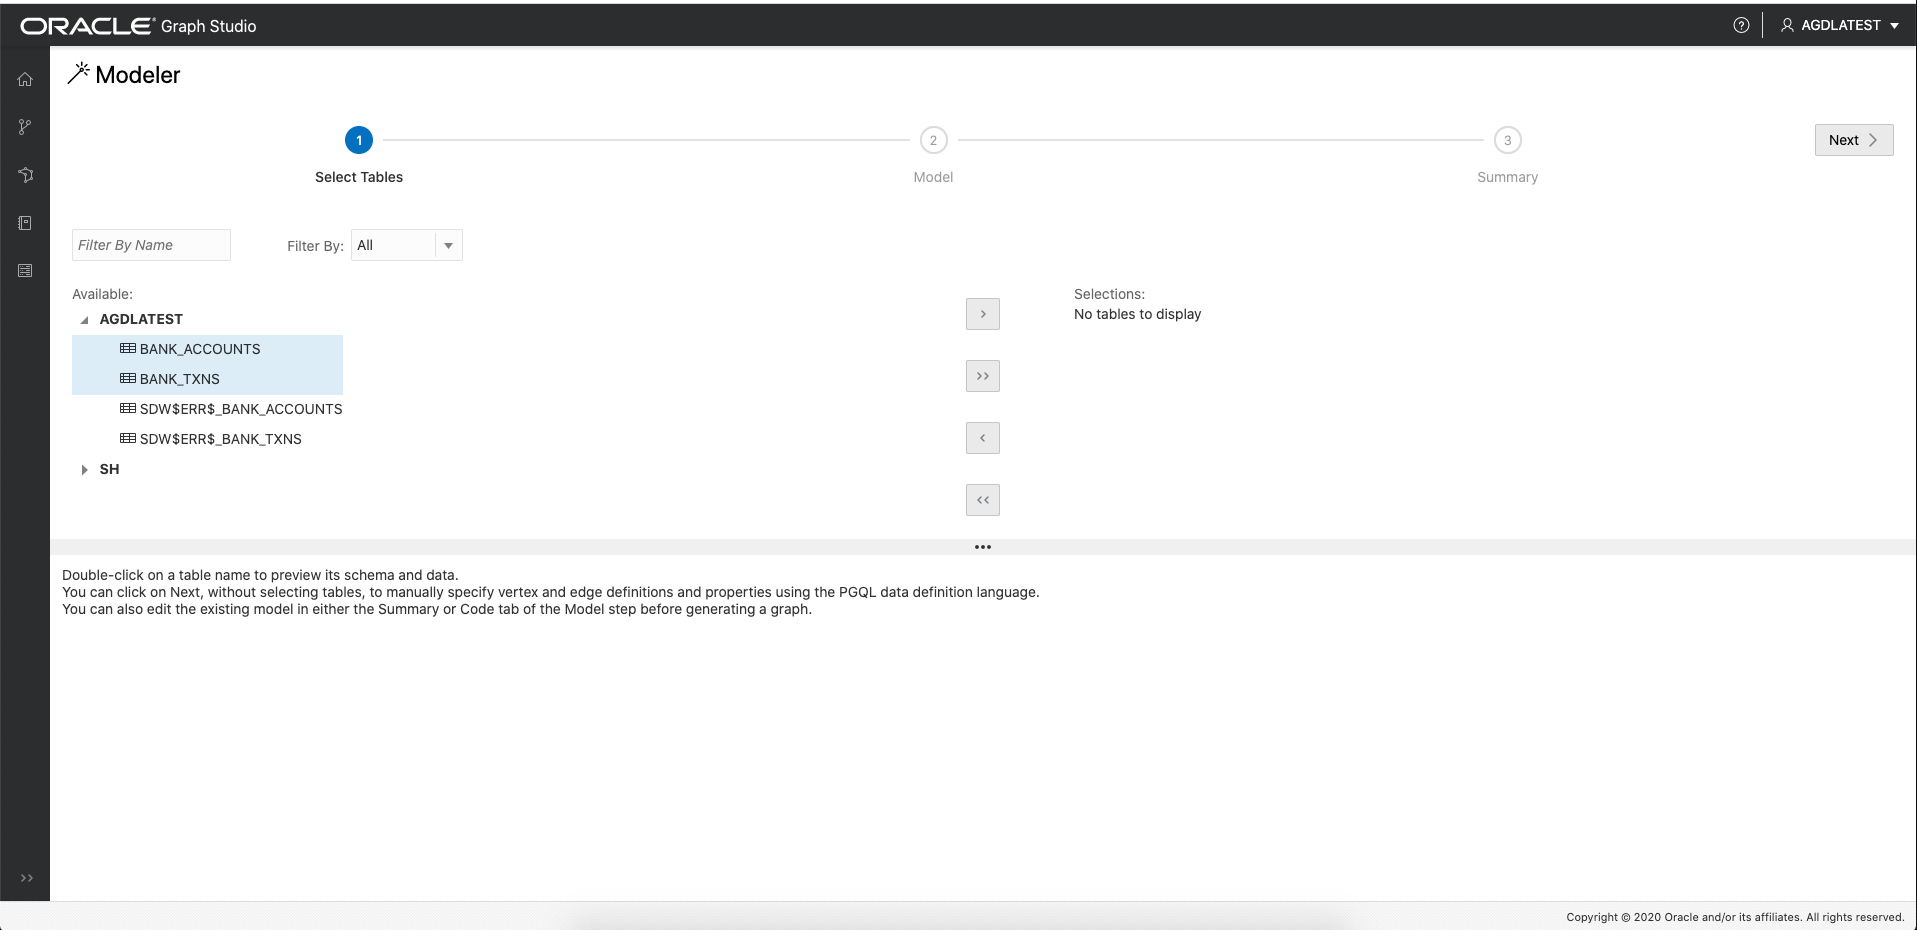 ORACLE® Graph Studio
AGDLATEST
Modeler
1
2
3
Next
Select Tables
Model
Summary
Filter By Name
Filter By:
All
Available:
Selections:
AGDLATEST
No tables to display
BANK_ACCOUNTS
BANK_TXNS
SDW$ERR$_BANK_ACCOUNTS
SDW$ERR$_BANK_TXNS
SH
Double-click on a table name to preview its schema and data.
You can click on Next, without selecting tables, to manually specify vertex and edge definitions and properties using the PGQL data definition language.
You can also edit the existing model in either the Summary or Code tab of the Model step before generating a graph.
Copyright © 2020 Oracle and/or its affiliates. All rights reserved.